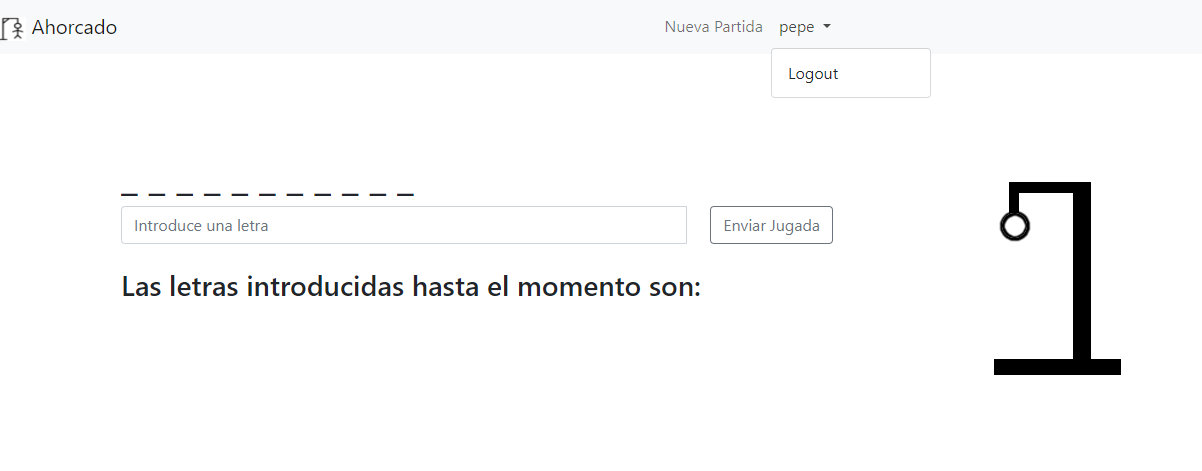 Ahorcado Nueva Partida pepe
Logout
_ _ _ _ _ _ _ _ _ _ _
Introduce una letra Enviar Jugada
Las letras introducidas hasta el momento son: